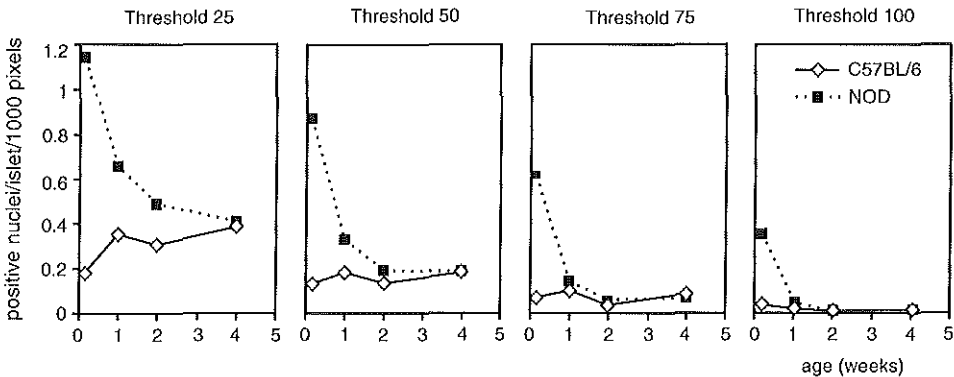 Threshold 25
Threshold 50
Threshold 75
Threshold 100
positive nuclei/islet/1000 pixels
1.2
1
0.8
0.6
0.4
0.2
0
C57BL/6
NOD
0 1 2 3 4 5
0 1 2 3 4 5
0 1 2 3 4 5
0 1 2 3 4 5
age (weeks)